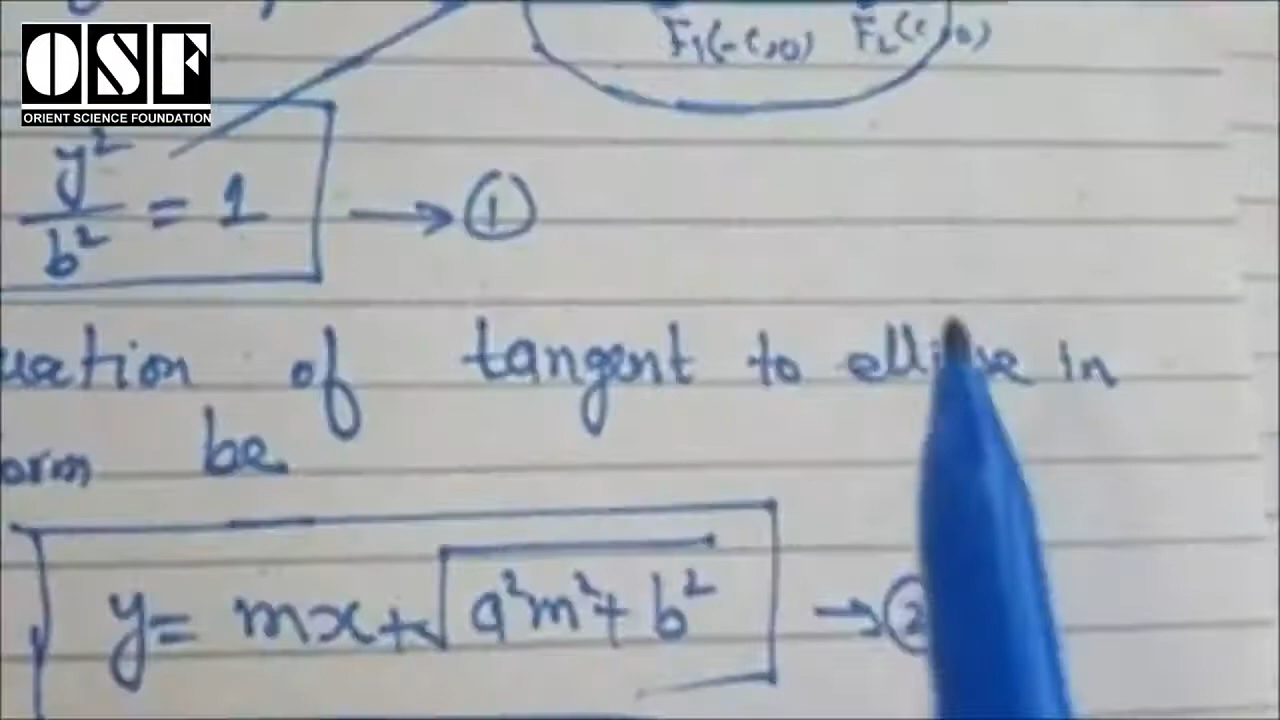 OSF
ORIENT SCIENCE FOUNDATION
F₁(-c,0) F₂(c,0)
y²/b² = 1 → ①
uation of tangent to ellipse in
orm be
y = mx + √(a²m² + b²) → ②